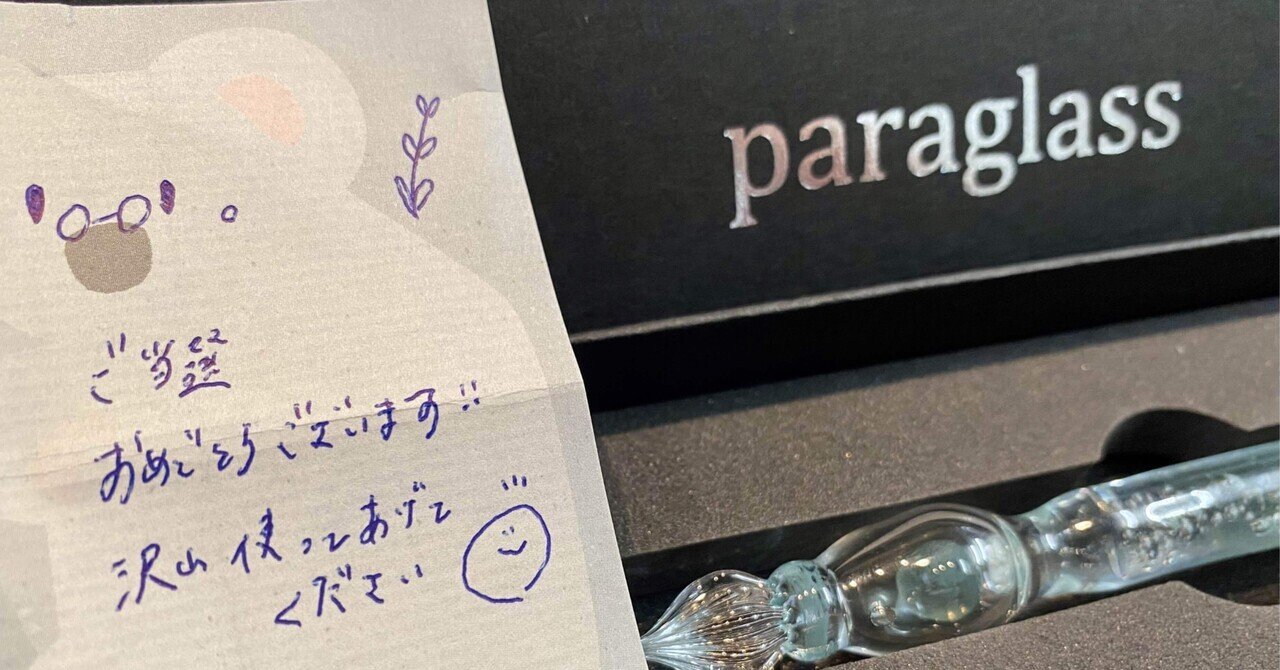 ご当選
おめでとうございます!!
沢山使ってあげて
ください
paraglass